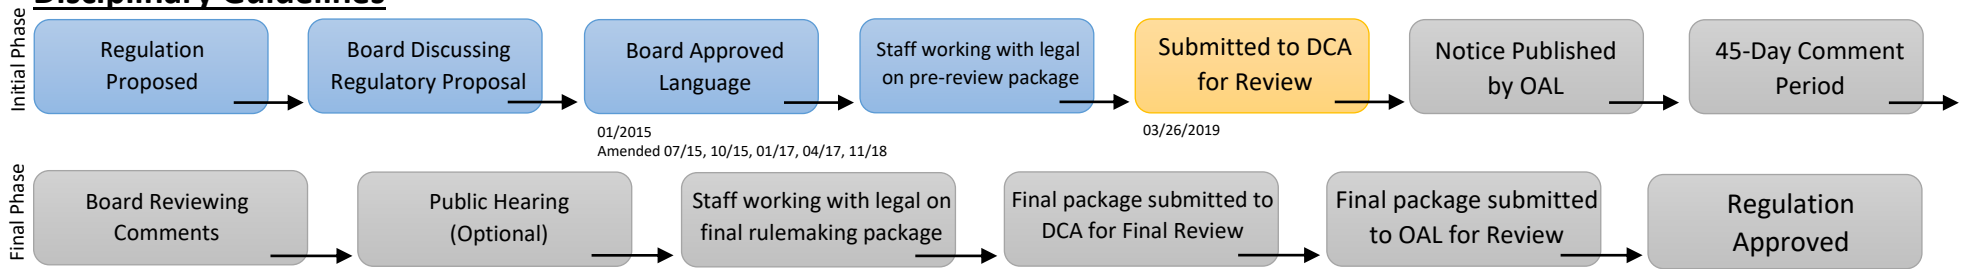 Disciplinary Guidelines
Initial Phase
Regulation
Proposed
Board Discussing
Regulatory Proposal
Board Approved
Language
Staff working with legal
on pre-review package
Submitted to DCA
for Review
Notice Published
by OAL
45-Day Comment
Period
01/2015
Amended 07/15, 10/15, 01/17, 04/17, 11/18
03/26/2019
Final Phase
Board Reviewing
Comments
Public Hearing
(Optional)
Staff working with legal on
final rulemaking package
Final package submitted to
DCA for Final Review
Final package submitted
to OAL for Review
Regulation
Approved